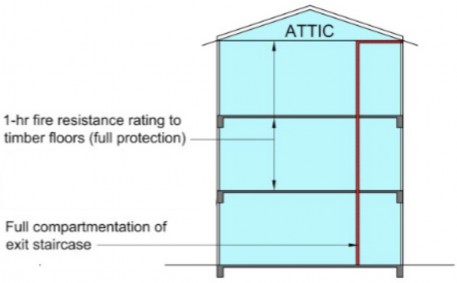 ATTIC
1-hr fire resistance rating to
timber floors (full protection)
Full compartmentation of
exit staircase